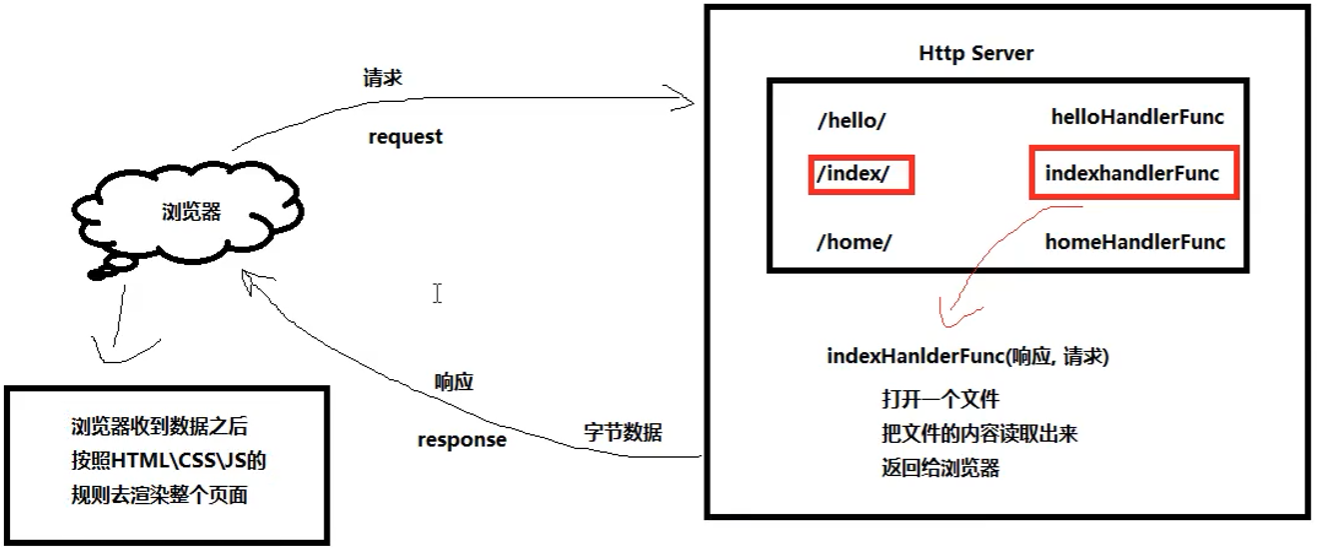 Http Server
请求
request
/hello/ helloHandlerFunc
/index/ indexhandlerFunc
/home/ homeHandlerFunc
浏览器
indexHanlderFunc(响应, 请求)
打开一个文件
把文件的内容读取出来
返回给浏览器
响应
response
字节数据
浏览器收到数据之后
按照HTML\CSS\JS的
规则去渲染整个页面